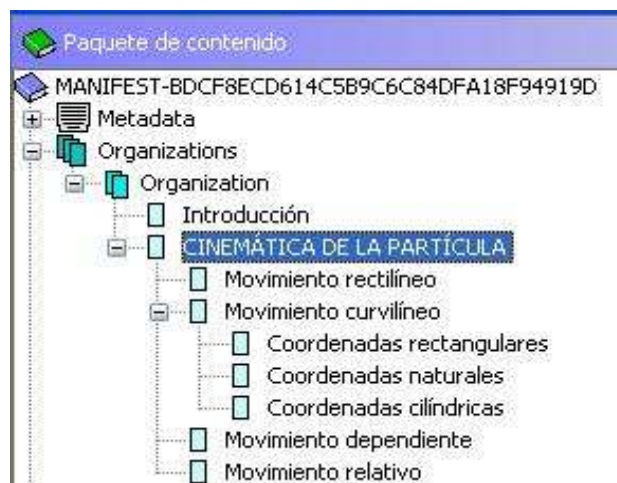 Paquete de contenido
MANIFEST-BDCF8ECD614C5B9C6C84DFA18F94919D
Metadata
Organizations
Organization
Introducción
CINEMÁTICA DE LA PARTÍCULA
Movimiento rectilíneo
Movimiento curvilíneo
Coordenadas rectangulares
Coordenadas naturales
Coordenadas cilíndricas
Movimiento dependiente
Movimiento relativo